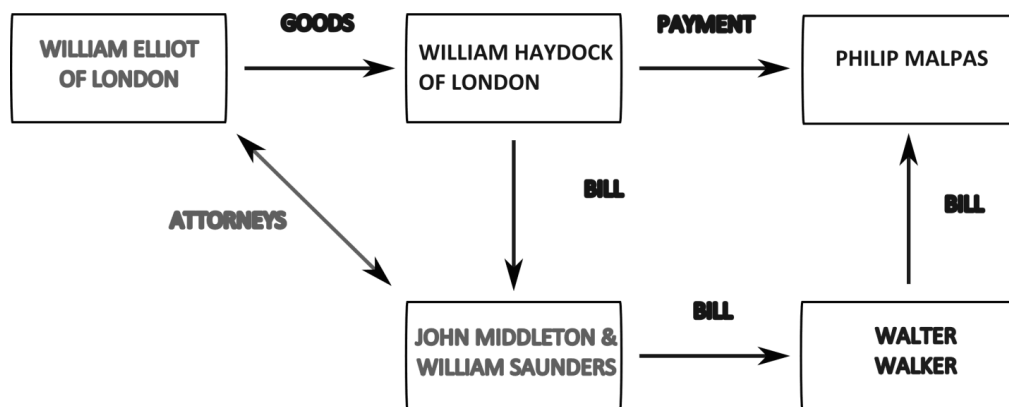 GOODS
PAYMENT
WILLIAM ELLIOT
OF LONDON
WILLIAM HAYDOCK
OF LONDON
PHILIP MALPAS
BILL
BILL
ATTORNEYS
BILL
JOHN MIDDLETON &
WILLIAM SAUNDERS
WALTER
WALKER